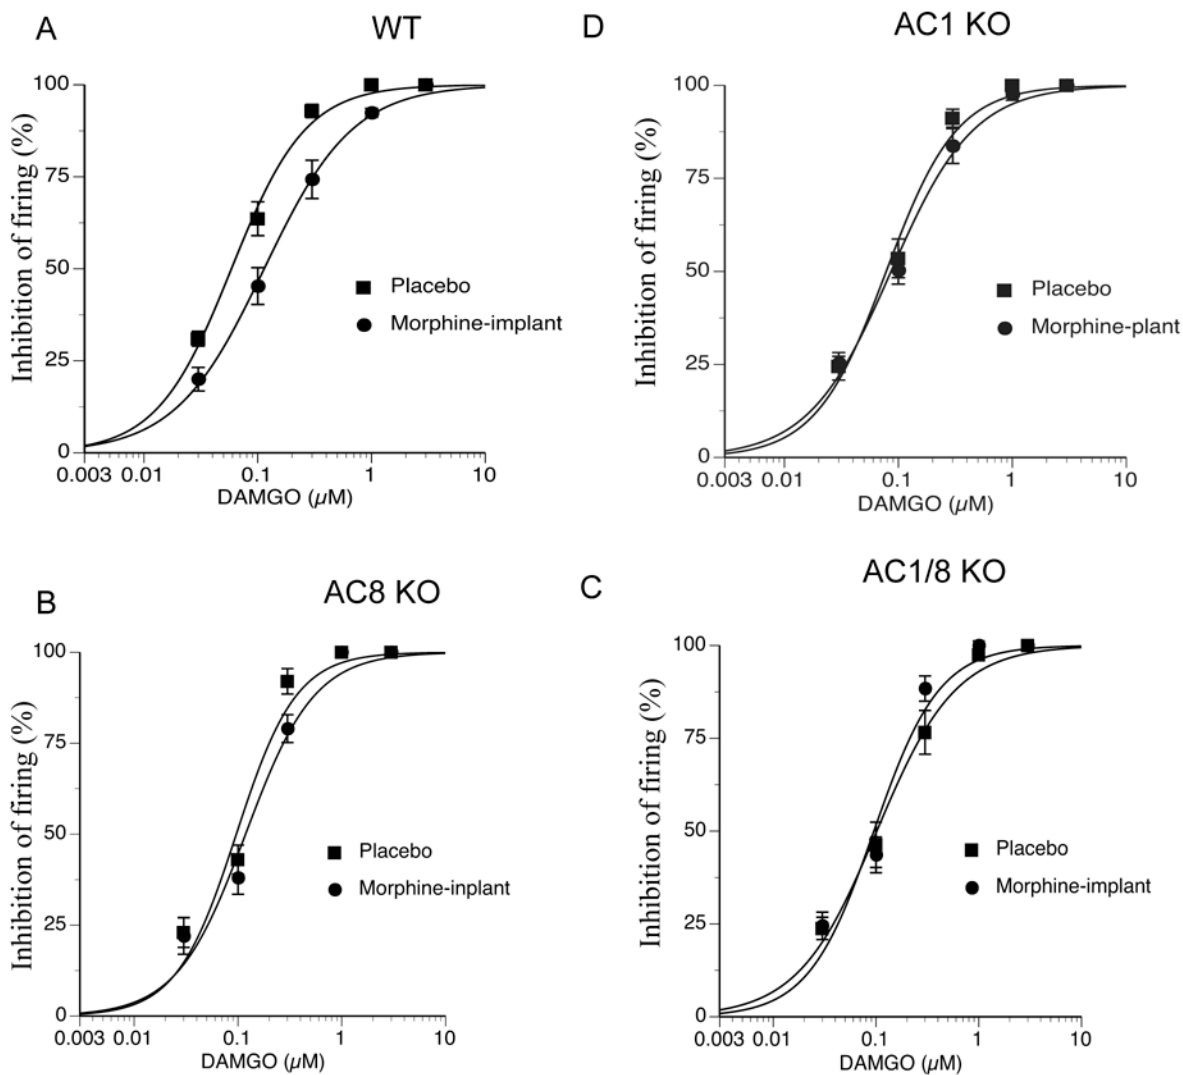 A
WT
Inhibition of firing (%)
100
75
50
25
0
0.003 0.01 0.1 1 10
DAMGO (µM)
Placebo
Morphine-implant
D
AC1 KO
Inhibition of firing (%)
100
75
50
25
0
0.003 0.01 0.1 1 10
DAMGO (µM)
Placebo
Morphine-plant
B
AC8 KO
Inhibition of firing (%)
100
75
50
25
0
0.003 0.01 0.1 1 10
DAMGO (µM)
Placebo
Morphine-inplant
C
AC1/8 KO
Inhibition of firing (%)
100
75
50
25
0
0.003 0.01 0.1 1 10
DAMGO (µM)
Placebo
Morphine-implant